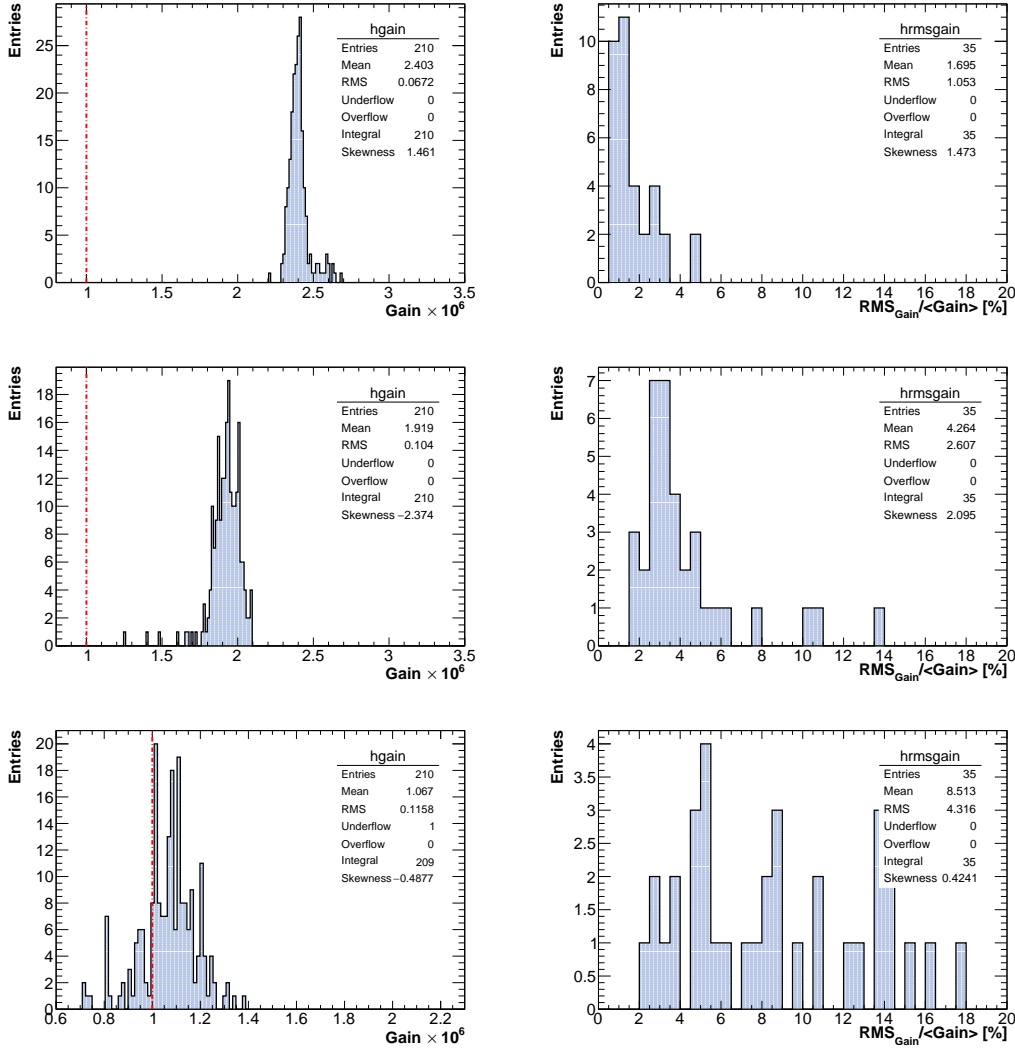 Entries
hgain
Entries 210
Mean 2.403
RMS 0.0672
Underflow 0
Overflow 0
Integral 210
Skewness 1.461
25
20
15
10
5
0
1 1.5 2 2.5 3 3.5
Gain × 10^6
Entries
hrmsgain
Entries 35
Mean 1.695
RMS 1.053
Underflow 0
Overflow 0
Integral 35
Skewness 1.473
10
8
6
4
2
0
0 2 4 6 8 10 12 14 16 18 20
RMS_Gain/<Gain> [%]
Entries
hgain
Entries 210
Mean 1.919
RMS 0.104
Underflow 0
Overflow 0
Integral 210
Skewness −2.374
18
16
14
12
10
8
6
4
2
0
1 1.5 2 2.5 3 3.5
Gain × 10^6
Entries
hrmsgain
Entries 35
Mean 4.264
RMS 2.607
Underflow 0
Overflow 0
Integral 35
Skewness 2.095
7
6
5
4
3
2
1
0
0 2 4 6 8 10 12 14 16 18 20
RMS_Gain/<Gain> [%]
Entries
hgain
Entries 210
Mean 1.067
RMS 0.1158
Underflow 1
Overflow 0
Integral 209
Skewness −0.4877
20
18
16
14
12
10
8
6
4
2
0
0.6 0.8 1 1.2 1.4 1.6 1.8 2 2.2
Gain × 10^6
Entries
hrmsgain
Entries 35
Mean 8.513
RMS 4.316
Underflow 0
Overflow 0
Integral 35
Skewness 0.4241
4
3.5
3
2.5
2
1.5
1
0.5
0
0 2 4 6 8 10 12 14 16 18 20
RMS_Gain/<Gain> [%]